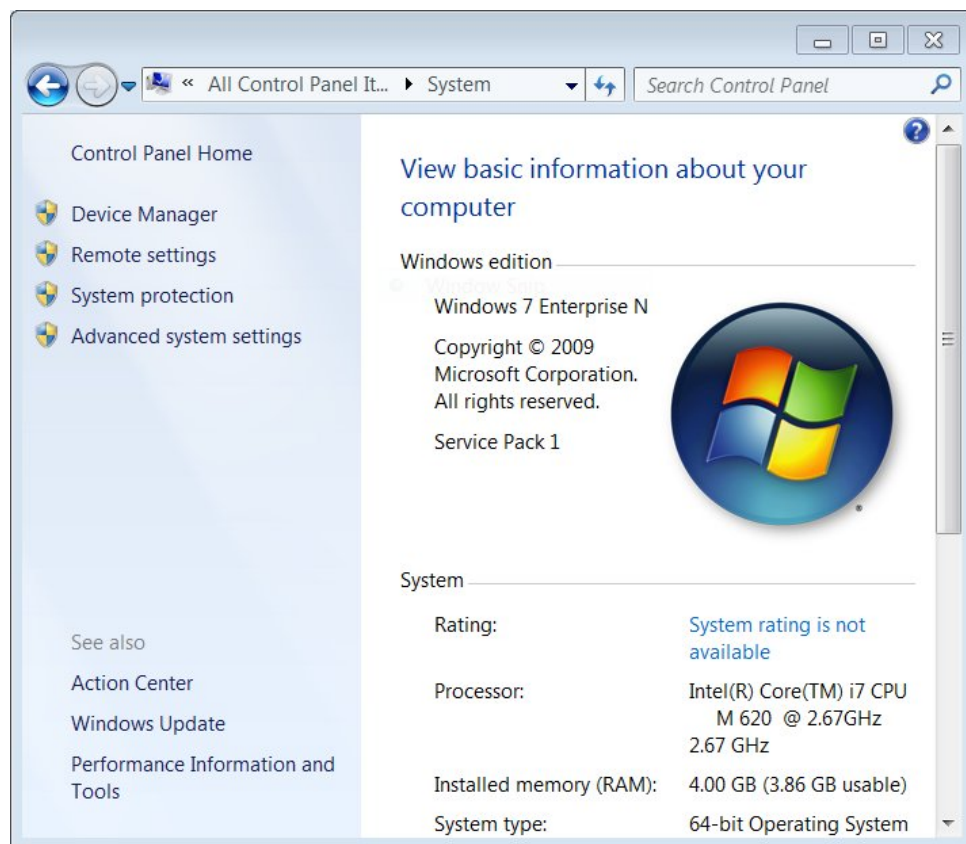 « All Control Panel It... System
Search Control Panel
Control Panel Home
Device Manager
Remote settings
System protection
Advanced system settings
See also
Action Center
Windows Update
Performance Information and
Tools
View basic information about your
computer
Windows edition
Windows 7 Enterprise N
Copyright © 2009
Microsoft Corporation.
All rights reserved.
Service Pack 1
System
Rating:
System rating is not
available
Processor:
Intel(R) Core(TM) i7 CPU
M 620 @ 2.67GHz
2.67 GHz
Installed memory (RAM):
4.00 GB (3.86 GB usable)
System type:
64-bit Operating System